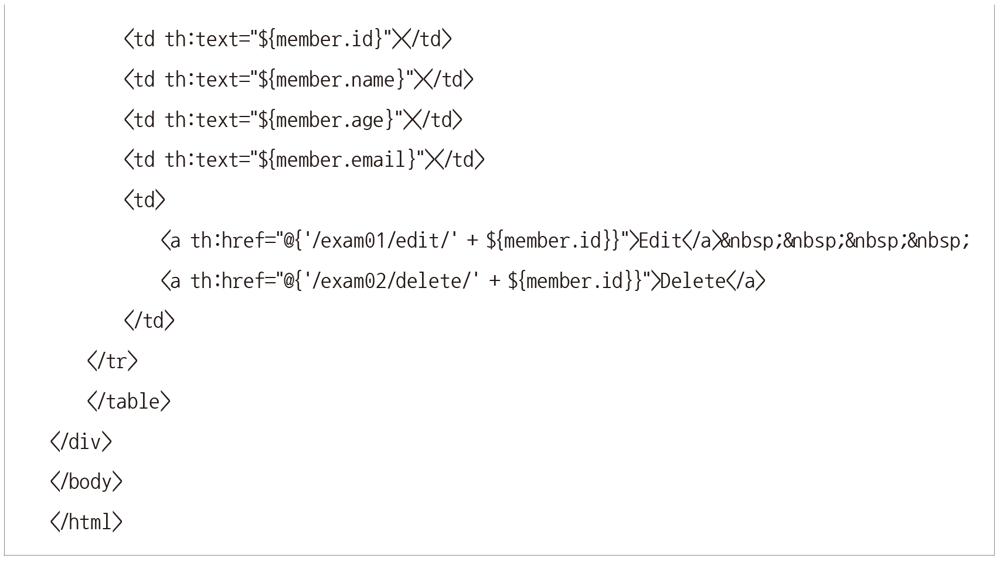 <td th:text="${member.id}"></td>
<td th:text="${member.name}"></td>
<td th:text="${member.age}"></td>
<td th:text="${member.email}"></td>
<td>
<a th:href="@{'/exam01/edit/' + ${member.id}}">Edit</a>&nbsp;&nbsp;&nbsp;&nbsp;
<a th:href="@{'/exam02/delete/' + ${member.id}}">Delete</a>
</td>
</tr>
</table>
</div>
</body>
</html>